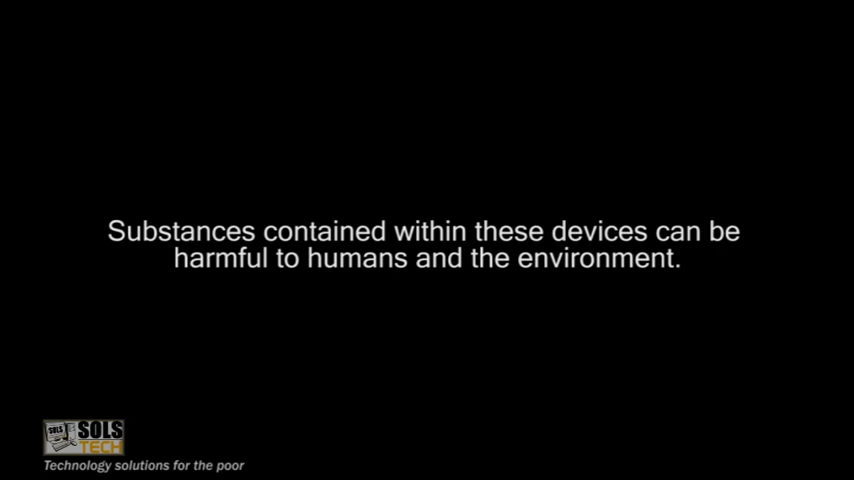 Substances contained within these devices can be
harmful to humans and the environment.
SOLS
SOLS
TECH
Technology solutions for the poor